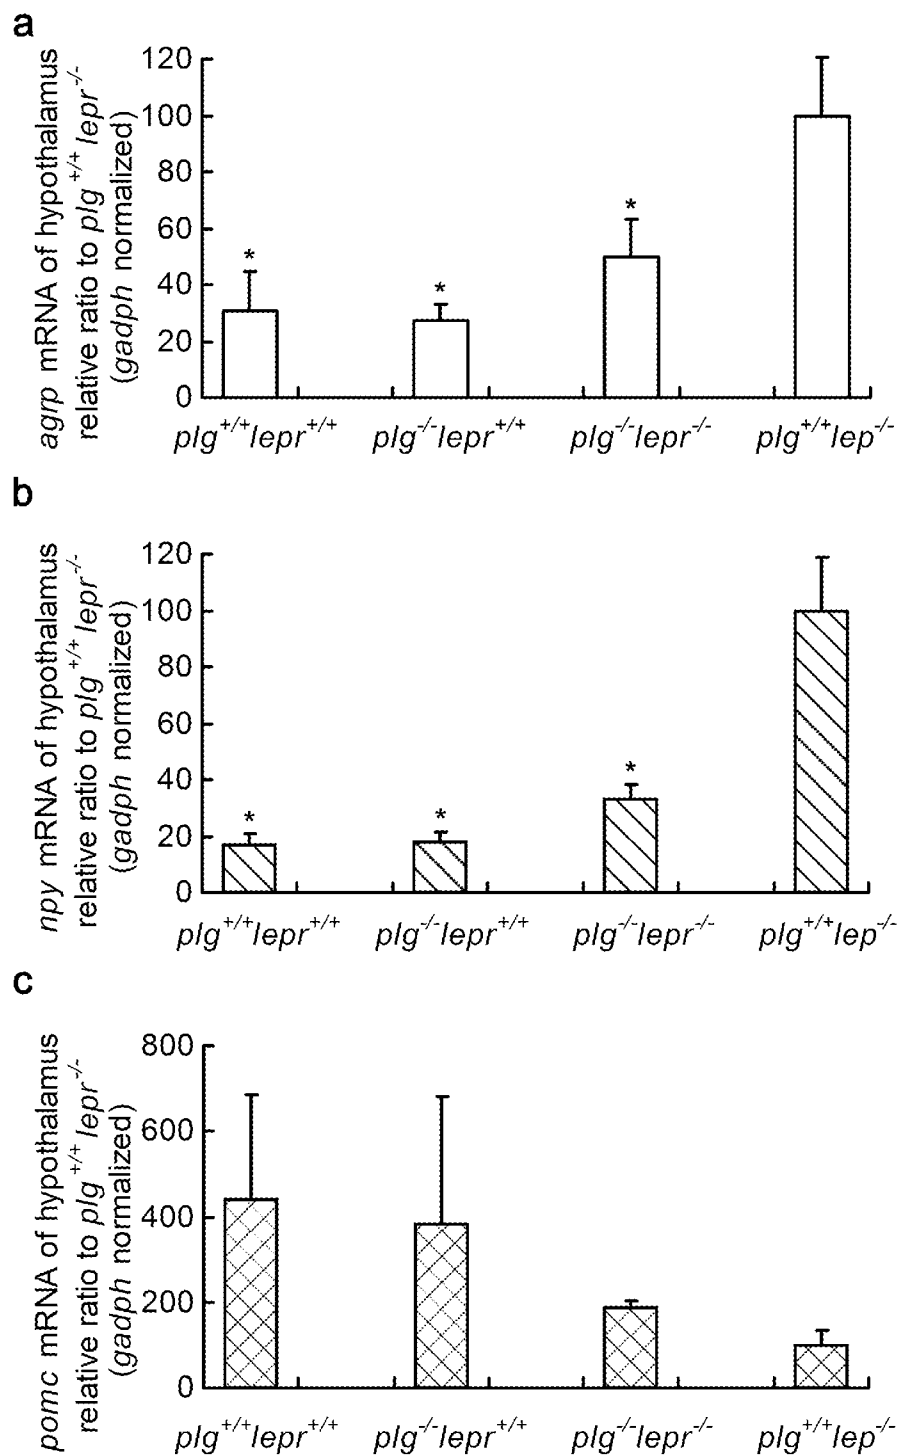 a
agrp mRNA of hypothalamus
relative ratio to plg+/+ lepr-/-
(gadph normalized)
120
100
80
60
40
20
0
*
*
*
plg+/+lepr+/+ plg-/-lepr+/+ plg-/-lepr-/- plg+/+lep-/-
b
npy mRNA of hypothalamus
relative ratio to plg+/+ lepr-/-
(gadph normalized)
120
100
80
60
40
20
0
*
*
*
plg+/+lepr+/+ plg-/-lepr+/+ plg-/-lepr-/- plg+/+lep-/-
c
pomc mRNA of hypothalamus
relative ratio to plg+/+ lepr-/-
(gadph normalized)
800
600
400
200
0
plg+/+lepr+/+ plg-/-lepr+/+ plg-/-lepr-/- plg+/+lep-/-